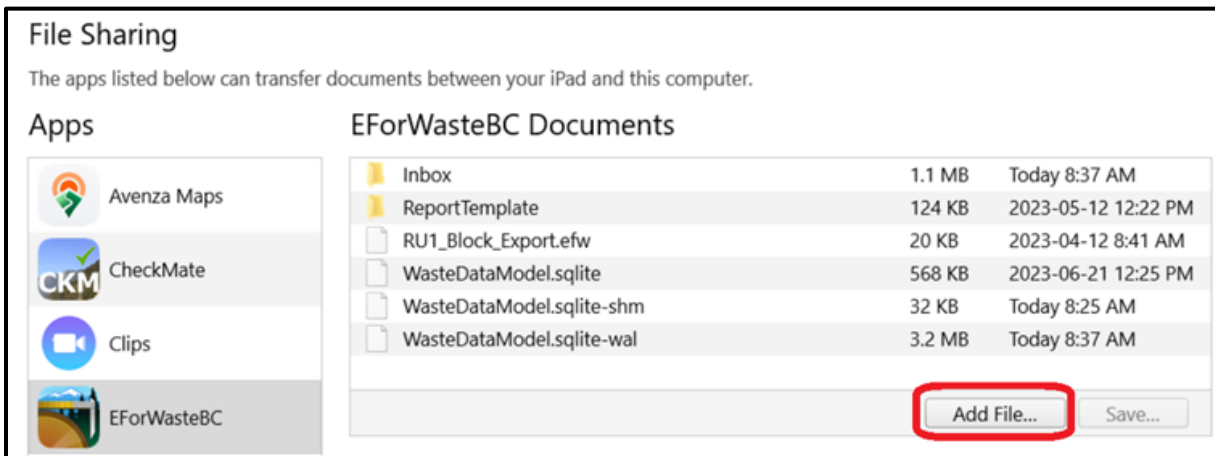 File Sharing
The apps listed below can transfer documents between your iPad and this computer.
Apps
Avenza Maps
CKM
CheckMate
Clips
EForWasteBC
EForWasteBC Documents
Inbox 1.1 MB Today 8:37 AM
ReportTemplate 124 KB 2023-05-12 12:22 PM
RU1_Block_Export.efw 20 KB 2023-04-12 8:41 AM
WasteDataModel.sqlite 568 KB 2023-06-21 12:25 PM
WasteDataModel.sqlite-shm 32 KB Today 8:25 AM
WasteDataModel.sqlite-wal 3.2 MB Today 8:37 AM
Add File... Save...